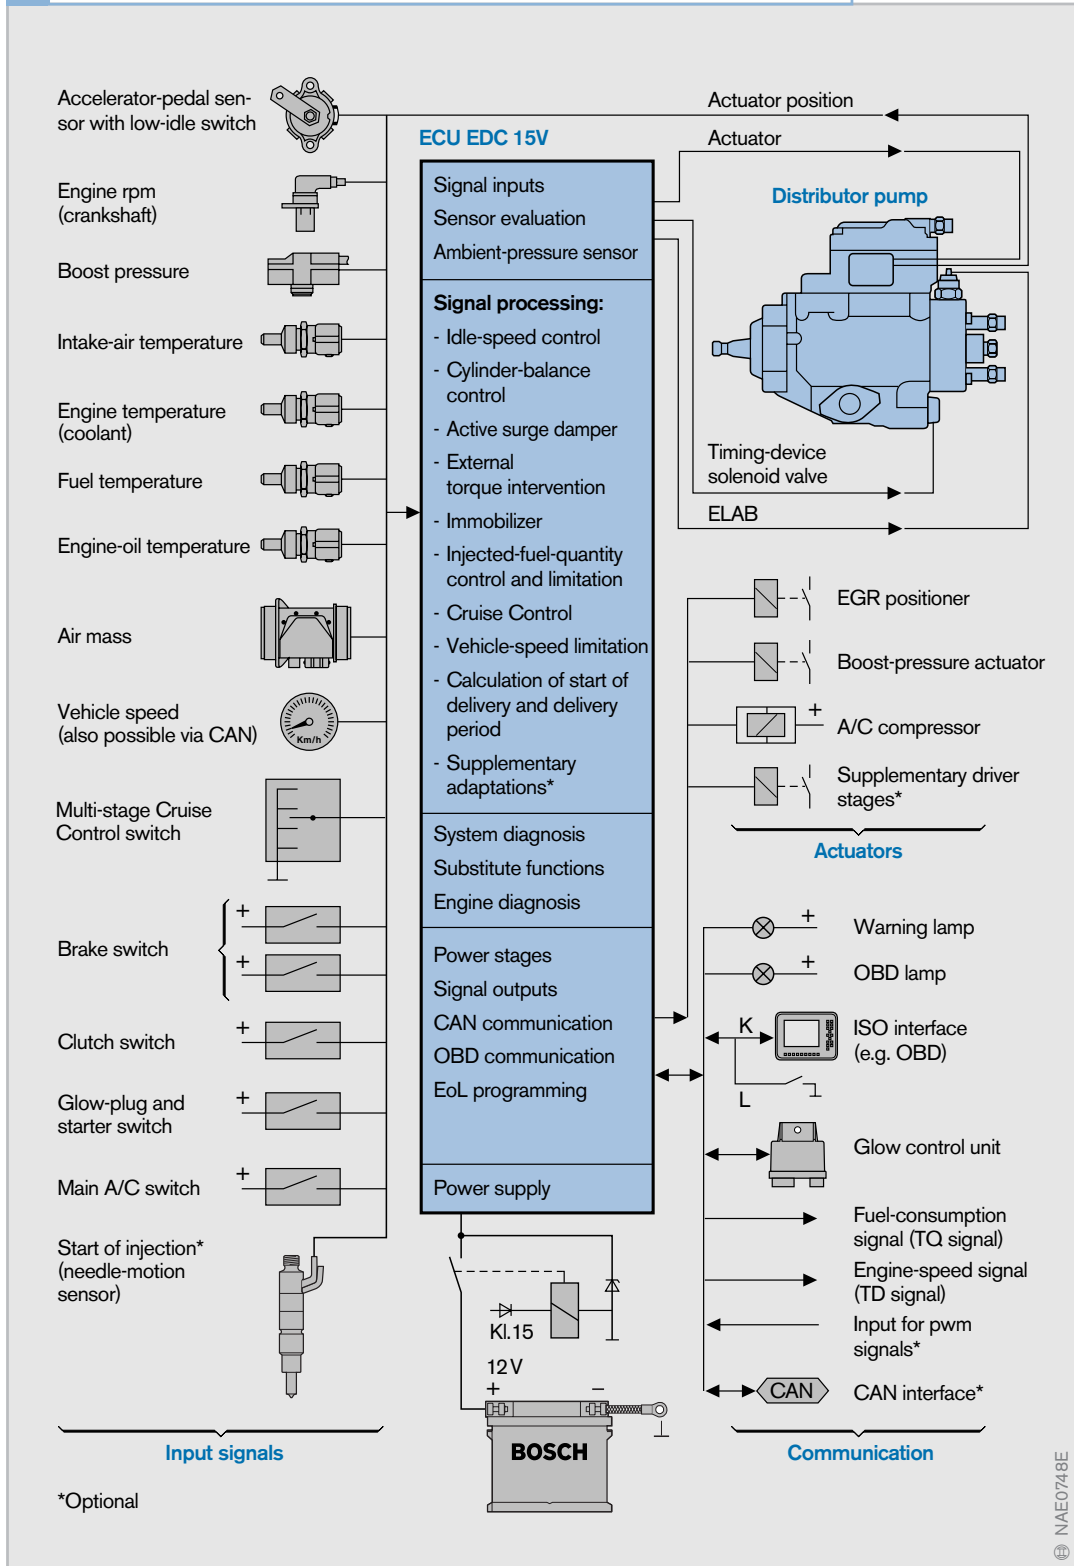 Accelerator-pedal sen-
sor with low-idle switch
Engine rpm
(crankshaft)
Boost pressure
Intake-air temperature
Engine temperature
(coolant)
Fuel temperature
Engine-oil temperature
Air mass
Vehicle speed
(also possible via CAN)
Km/h
Multi-stage Cruise
Control switch
Brake switch
+
+
Clutch switch
+
Glow-plug and
starter switch
+
Main A/C switch
+
Start of injection*
(needle-motion
sensor)
Input signals
*Optional
ECU EDC 15V
Signal inputs
Sensor evaluation
Ambient-pressure sensor
Signal processing:
- Idle-speed control
- Cylinder-balance
control
- Active surge damper
- External
torque intervention
- Immobilizer
- Injected-fuel-quantity
control and limitation
- Cruise Control
- Vehicle-speed limitation
- Calculation of start of
delivery and delivery
period
- Supplementary
adaptations*
System diagnosis
Substitute functions
Engine diagnosis
Power stages
Signal outputs
CAN communication
OBD communication
EoL programming
Power supply
Kl.15
12 V
+ −
BOSCH
Actuator position
Actuator
Distributor pump
Timing-device
solenoid valve
ELAB
EGR positioner
Boost-pressure actuator
+
A/C compressor
Supplementary driver
stages*
Actuators
+
Warning lamp
+
OBD lamp
K
L
ISO interface
(e.g. OBD)
Glow control unit
Fuel-consumption
signal (TQ signal)
Engine-speed signal
(TD signal)
Input for pwm
signals*
CAN
CAN interface*
Communication
NAE0748E